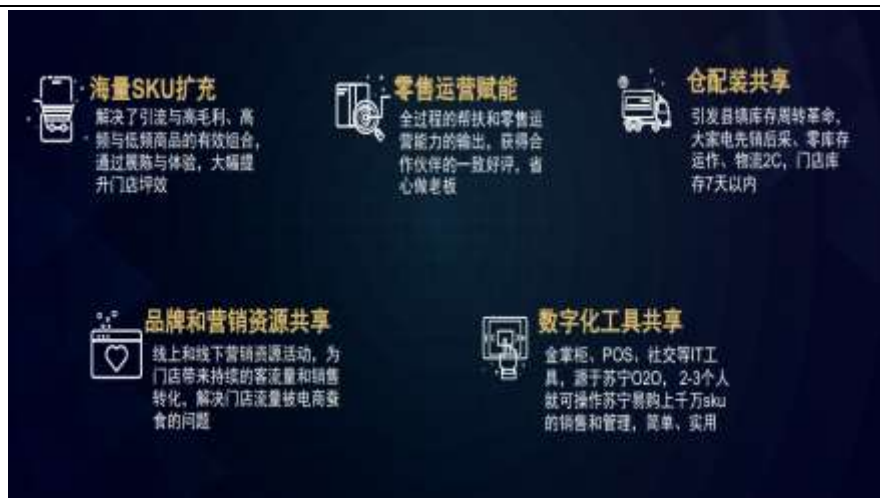 海量SKU扩充
解决了引流与高毛利、高
频与低频商品的有效组合，
通过展陈与体验，大幅提
升门店坪效
零售运营赋能
全过程的帮扶和零售运
营能力的输出，获得合
作伙伴的一致好评，省
心做老板
仓配装共享
引发县镇库存周转革命，
大家电先销后采、零库存
运作、物流2C，门店库
存7天以内
品牌和营销资源共享
线上和线下营销资源活动，为
门店带来持续的客流量和销售
转化，解决门店流量被电商蚕
食的问题
数字化工具共享
金掌柜、POS、社交等IT工
具，源于苏宁O2O，2-3个人
就可操作苏宁易购上千万sku
的销售和管理，简单、实用